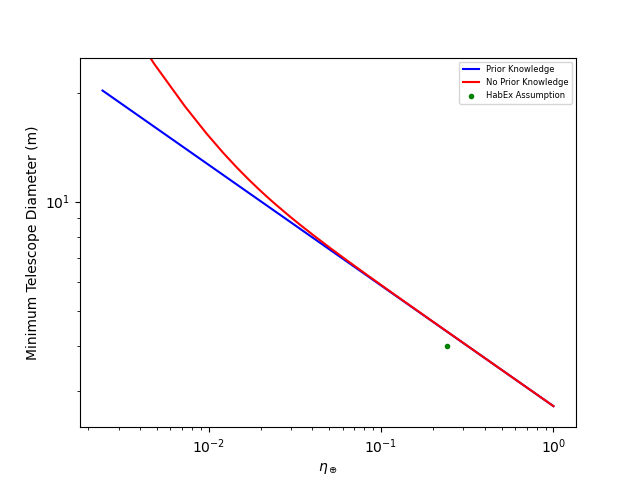 Prior Knowledge
No Prior Knowledge
HabEx Assumption
Minimum Telescope Diameter (m)
10¹
10⁻² 10⁻¹ 10⁰
η⊕